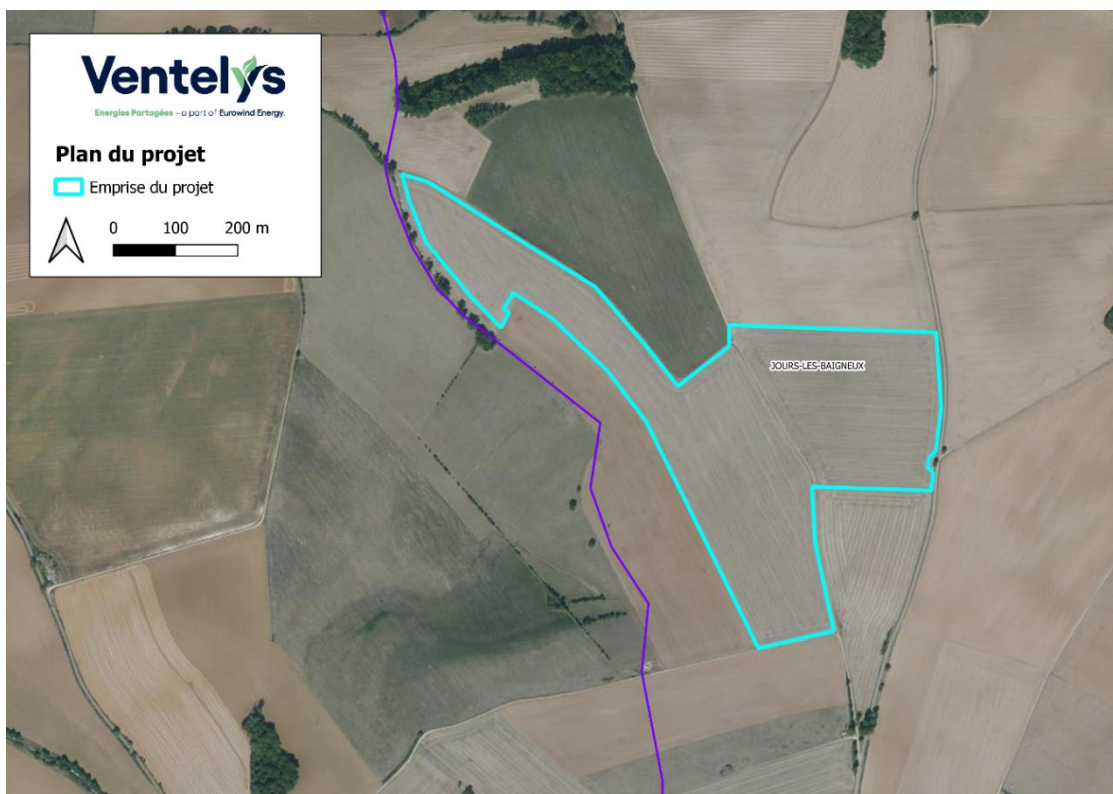 Ventelys
Energies Partagées - a part of Eurowind Energy.
Plan du projet
Emprise du projet
0 100 200 m
JOURS-LES-BAIGNEUX